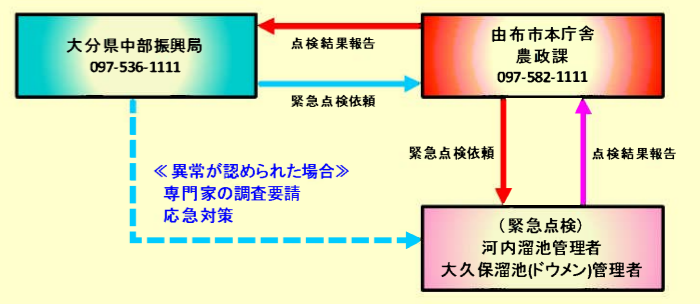 大分県中部振興局
097-536-1111
点検結果報告
緊急点検依頼
由布市本庁舎
農政課
097-582-1111
緊急点検依頼
点検結果報告
≪異常が認められた場合≫
専門家の調査要請
応急対策
(緊急点検)
河内溜池管理者
大久保溜池(ドウメン)管理者